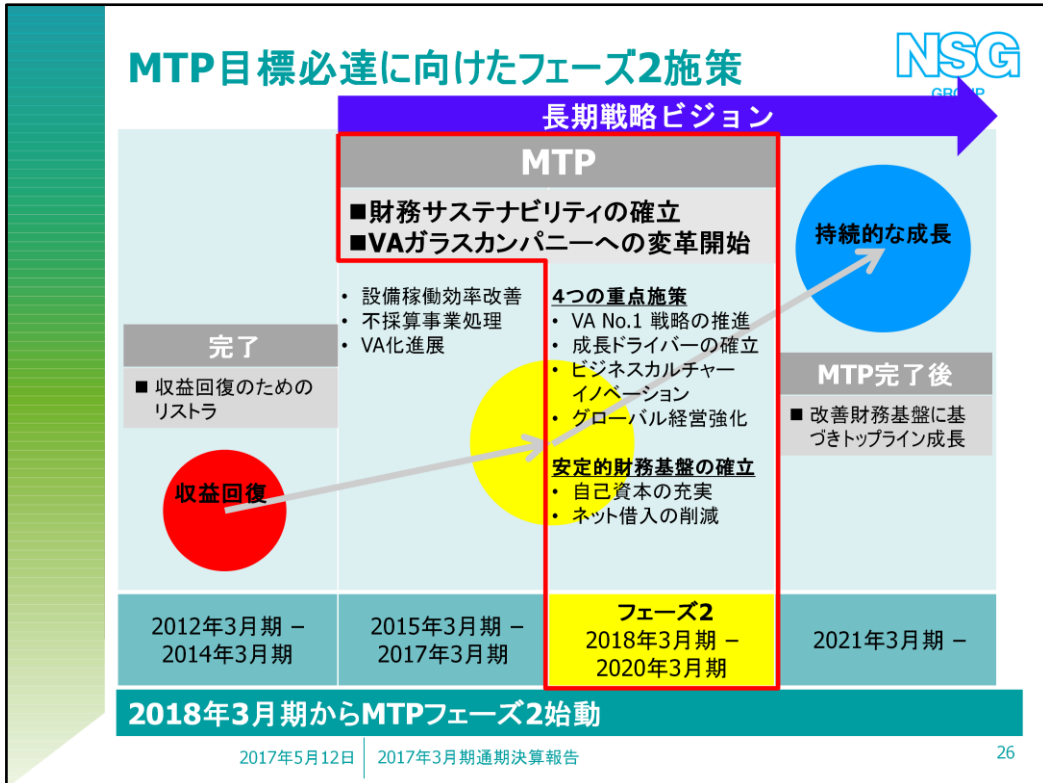 MTP目標必達に向けたフェーズ2施策
NSG
GROUP
長期戦略ビジョン
MTP
■財務サステナビリティの確立
■VAガラスカンパニーへの変革開始
完了
■ 収益回復のための
リストラ
収益回復
• 設備稼働効率改善
• 不採算事業処理
• VA化進展
4つの重点施策
• VA No.1 戦略の推進
• 成長ドライバーの確立
• ビジネスカルチャー
イノベーション
• グローバル経営強化
安定的財務基盤の確立
• 自己資本の充実
• ネット借入の削減
持続的な成長
MTP完了後
■ 改善財務基盤に基
づきトップライン成長
2012年3月期 –
2014年3月期
2015年3月期 –
2017年3月期
フェーズ2
2018年3月期 –
2020年3月期
2021年3月期 –
2018年3月期からMTPフェーズ2始動
2017年5月12日
2017年3月期通期決算報告
26